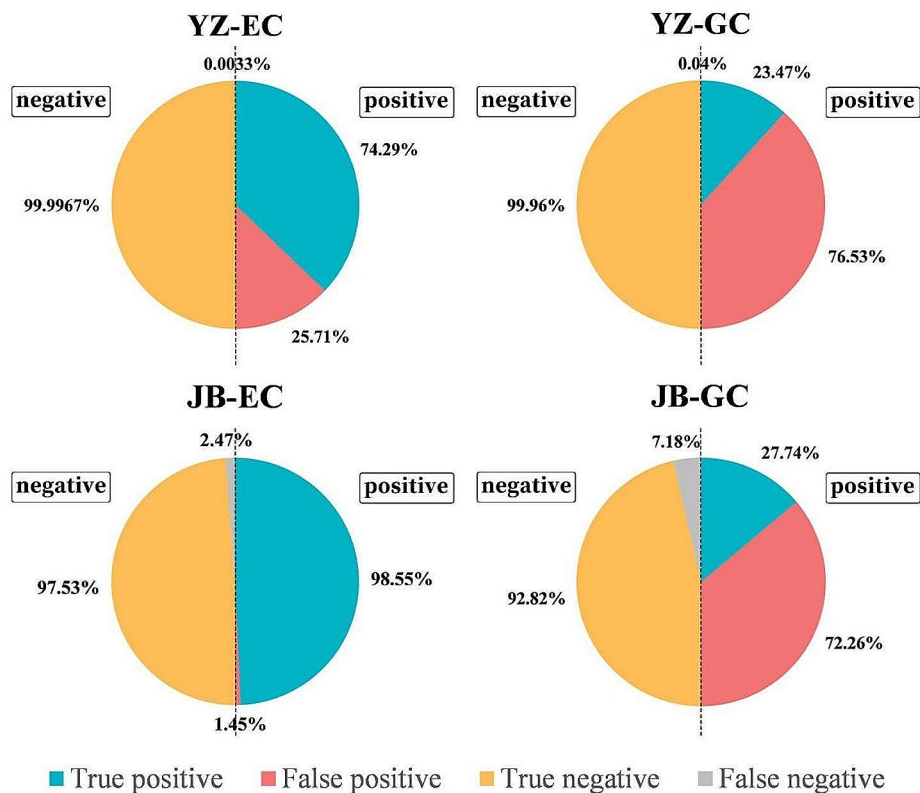 YZ-EC
YZ-GC
0.0033%
0.04%
23.47%
negative
positive
negative
positive
74.29%
99.9967%
99.96%
76.53%
25.71%
JB-EC
JB-GC
2.47%
7.18%
27.74%
negative
positive
negative
positive
97.53%
98.55%
92.82%
72.26%
1.45%
True positive
False positive
True negative
False negative